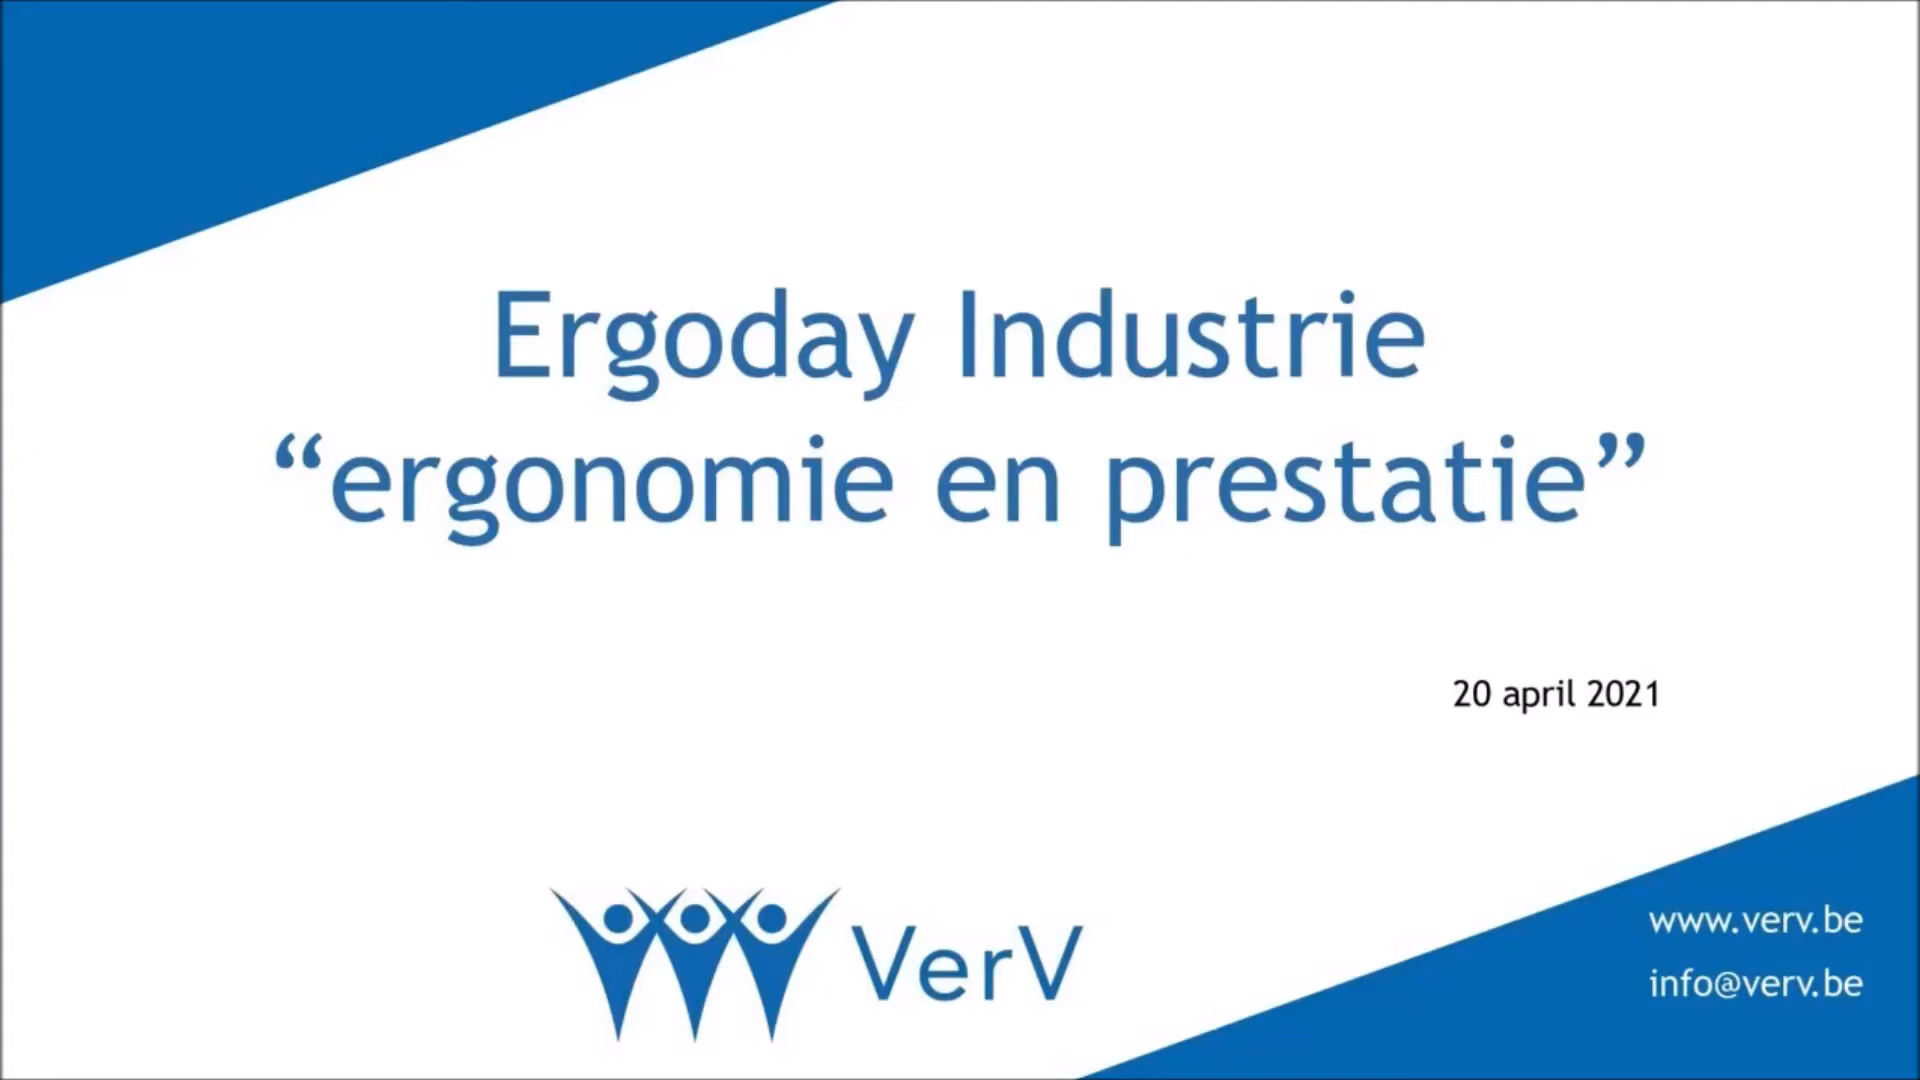 Ergoday Industrie
“ergonomie en prestatie”
20 april 2021
VerV
www.verv.be
info@verv.be